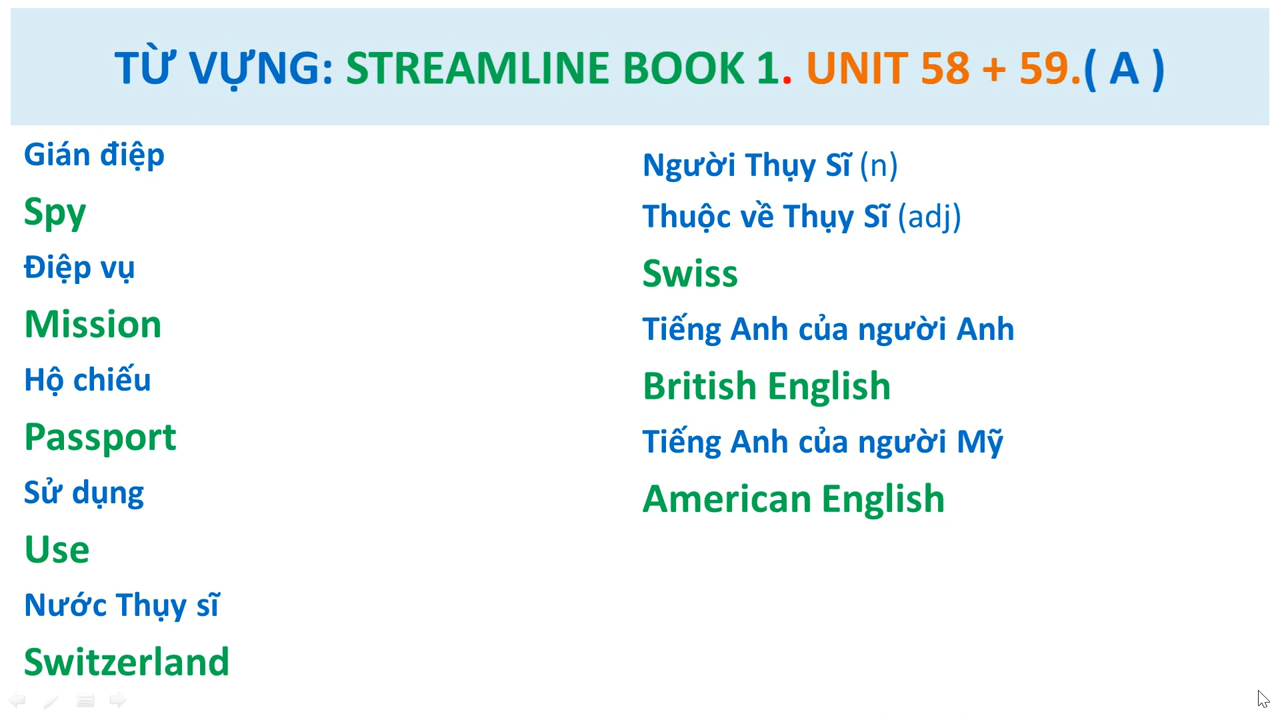 TỪ VỰNG: STREAMLINE BOOK 1. UNIT 58 + 59.( A )
Gián điệp
Spy
Điệp vụ
Mission
Hộ chiếu
Passport
Sử dụng
Use
Nước Thụy sĩ
Switzerland
Người Thụy Sĩ (n)
Thuộc về Thụy Sĩ (adj)
Swiss
Tiếng Anh của người Anh
British English
Tiếng Anh của người Mỹ
American English